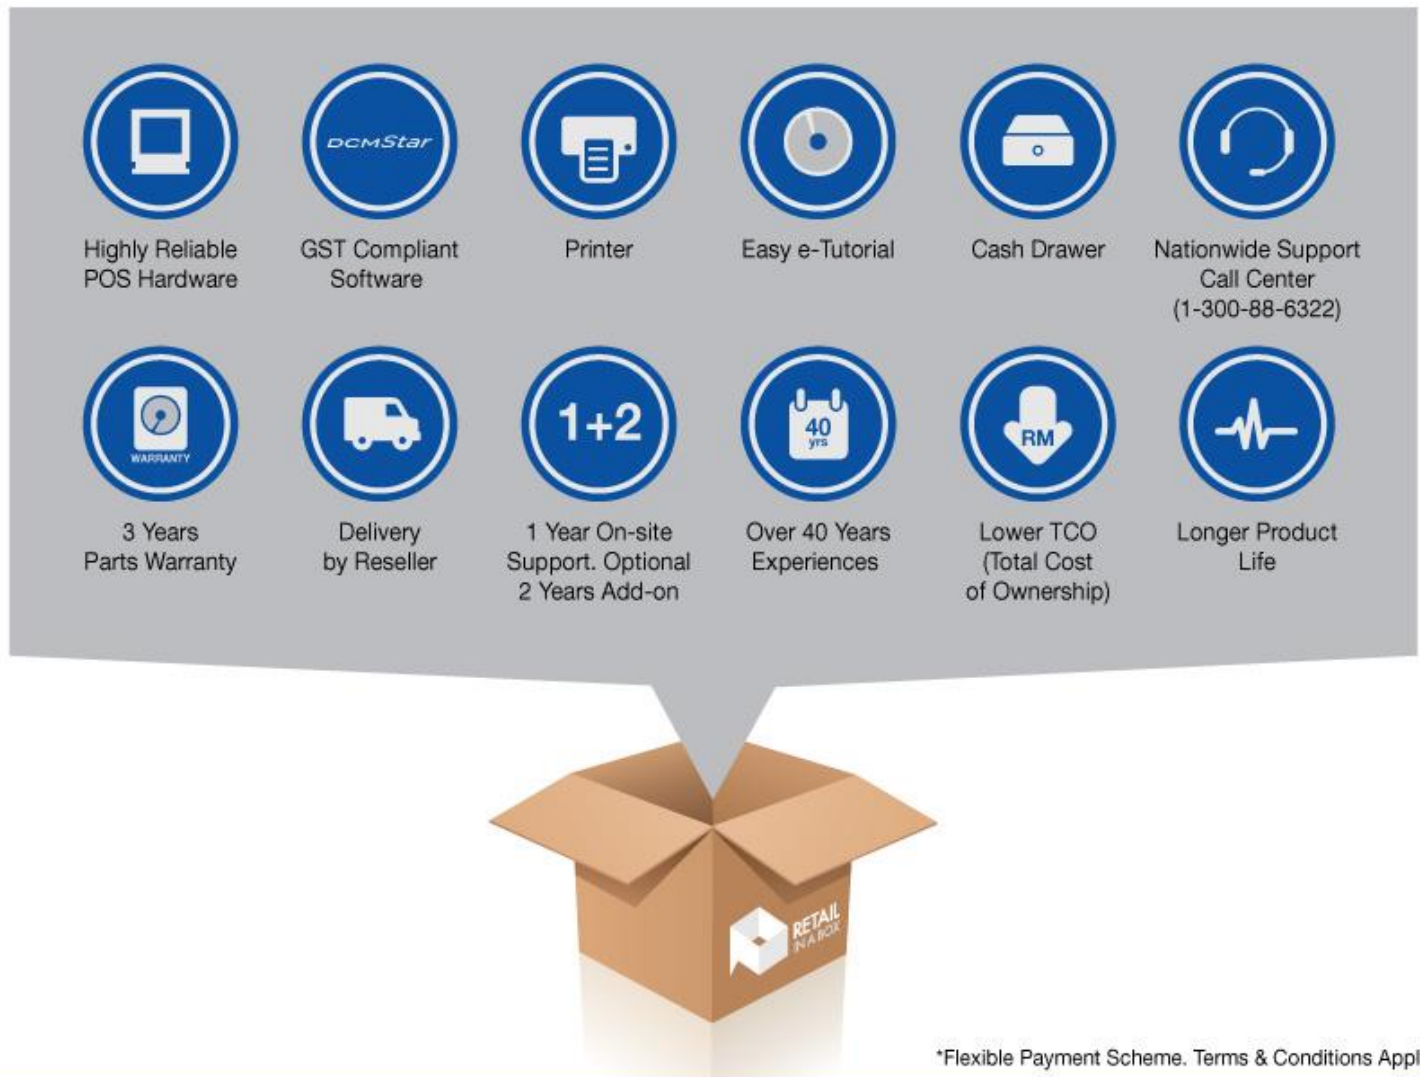 DCMStar
Highly Reliable
POS Hardware
GST Compliant
Software
Printer
Easy e-Tutorial
Cash Drawer
Nationwide Support
Call Center
(1-300-88-6322)
WARRANTY
3 Years
Parts Warranty
Delivery
by Reseller
1+2
1 Year On-site
Support. Optional
2 Years Add-on
40
yrs
Over 40 Years
Experiences
RM
Lower TCO
(Total Cost
of Ownership)
Longer Product
Life
RETAIL
IN A BOX
*Flexible Payment Scheme. Terms & Conditions Appl